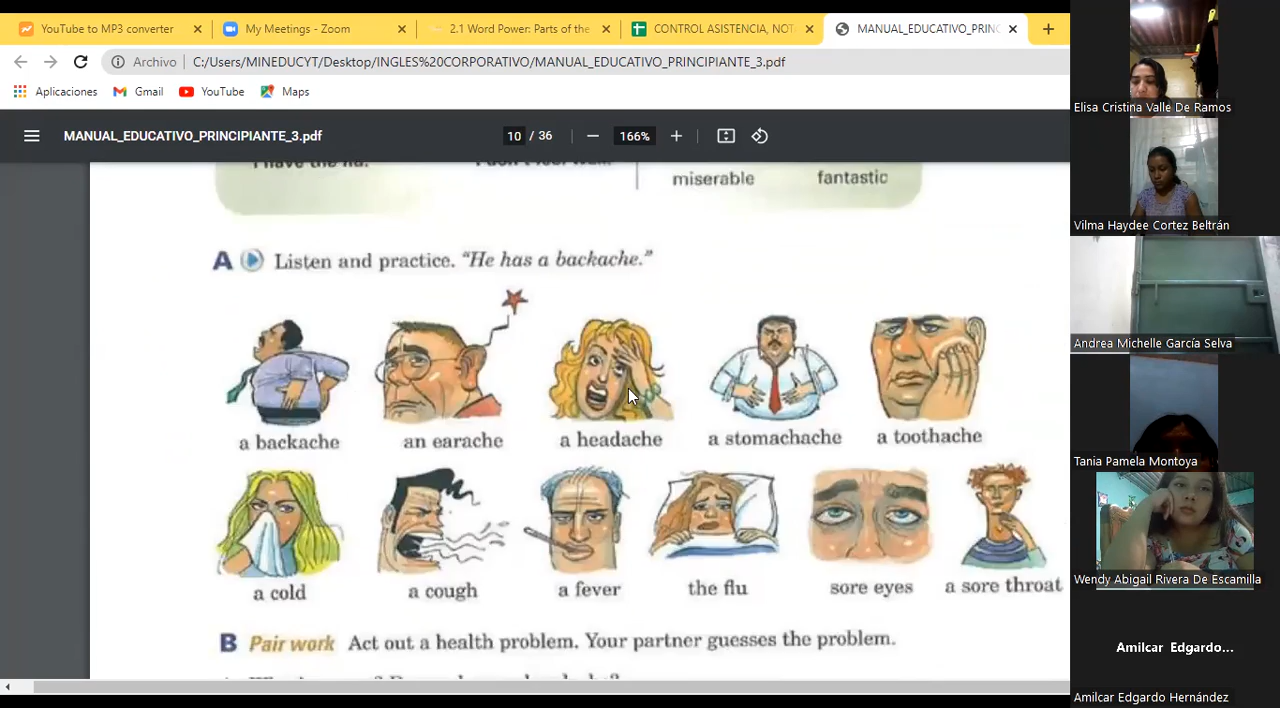 YouTube to MP3 converter
My Meetings - Zoom
2.1 Word Power: Parts of the
CONTROL ASISTENCIA, NOT
MANUAL_EDUCATIVO_PRINC
Archivo
C:/Users/MINEDUCYT/Desktop/INGLES%20CORPORATIVO/MANUAL_EDUCATIVO_PRINCIPIANTE_3.pdf
Aplicaciones
Gmail
YouTube
Maps
MANUAL_EDUCATIVO_PRINCIPIANTE_3.pdf
10 / 36
166%
miserable
fantastic
A Listen and practice. "He has a backache."
a backache
an earache
a headache
a stomachache
a toothache
a cold
a cough
a fever
the flu
sore eyes
a sore throat
B Pair work Act out a health problem. Your partner guesses the problem.
Elisa Cristina Valle De Ramos
Vilma Haydee Cortez Beltrán
Andrea Michelle García Selva
Tania Pamela Montoya
Wendy Abigail Rivera De Escamilla
Amilcar Edgardo...
Amilcar Edgardo Hernández